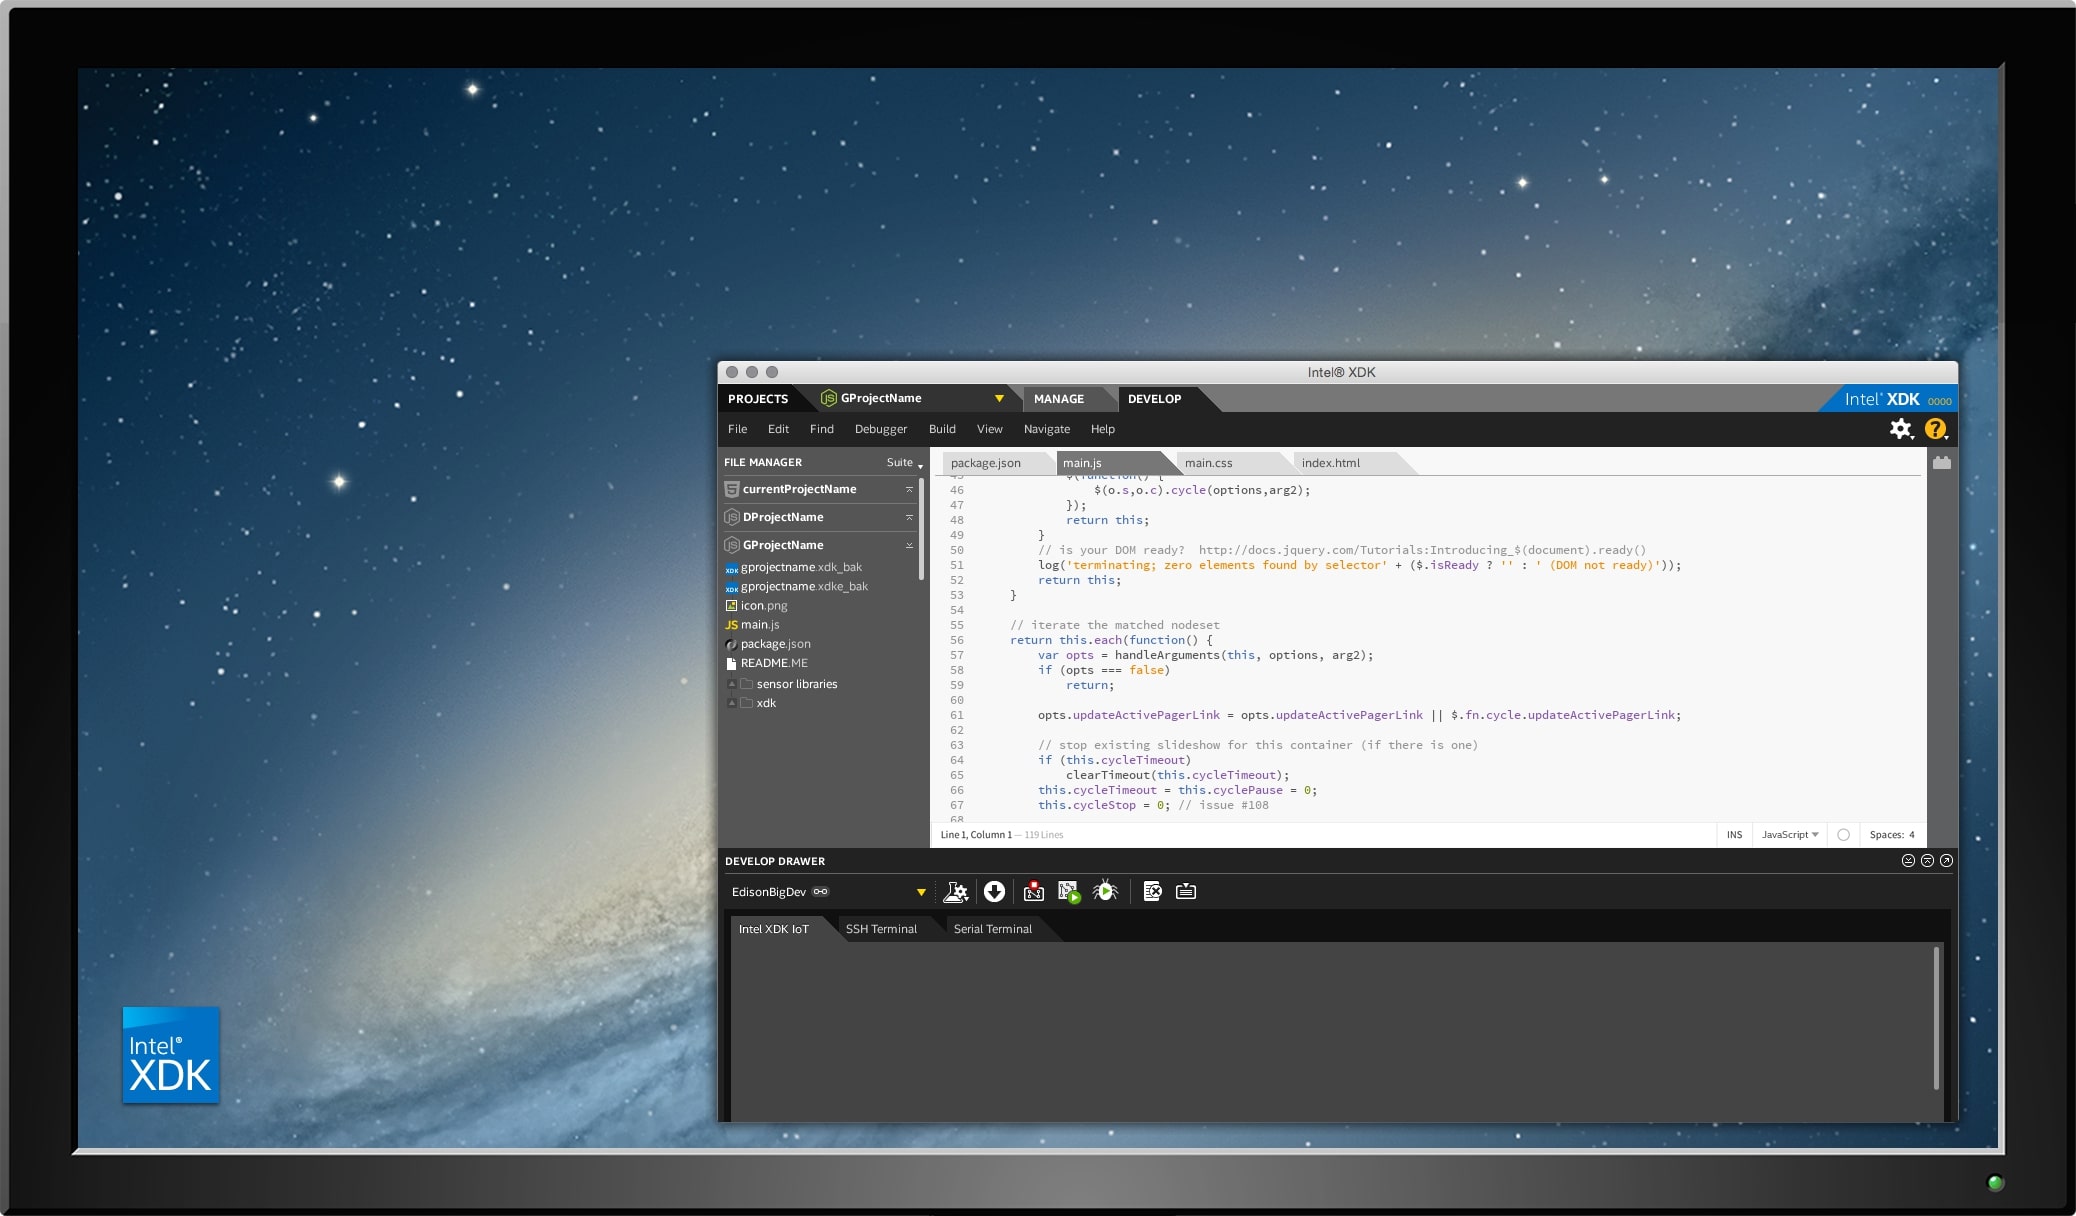 Intel® XDK
PROJECTS GProjectName MANAGE DEVELOP Intel® XDK 0000
File Edit Find Debugger Build View Navigate Help ?
FILE MANAGER Suite
currentProjectName
DProjectName
GProjectName
XDK gprojectname.xdk_bak
XDK gprojectname.xdke_bak
icon.png
JS main.js
package.json
README.ME
sensor libraries
xdk
package.json main.js main.css index.html
45 $(function() {
46 $(o.s,o.c).cycle(options,arg2);
47 });
48 return this;
49 }
50 // is your DOM ready?  http://docs.jquery.com/Tutorials:Introducing_$(document).ready()
51 log('terminating; zero elements found by selector' + ($.isReady ? '' : ' (DOM not ready)'));
52 return this;
53 }
54
55 // iterate the matched nodeset
56 return this.each(function() {
57 var opts = handleArguments(this, options, arg2);
58 if (opts === false)
59 return;
60
61 opts.updateActivePagerLink = opts.updateActivePagerLink || $.fn.cycle.updateActivePagerLink;
62
63 // stop existing slideshow for this container (if there is one)
64 if (this.cycleTimeout)
65 clearTimeout(this.cycleTimeout);
66 this.cycleTimeout = this.cyclePause = 0;
67 this.cycleStop = 0; // issue #108
68
Line 1, Column 1 — 119 Lines INS JavaScript Spaces: 4
DEVELOP DRAWER
EdisonBigDev
Intel XDK IoT SSH Terminal Serial Terminal
Intel®
XDK